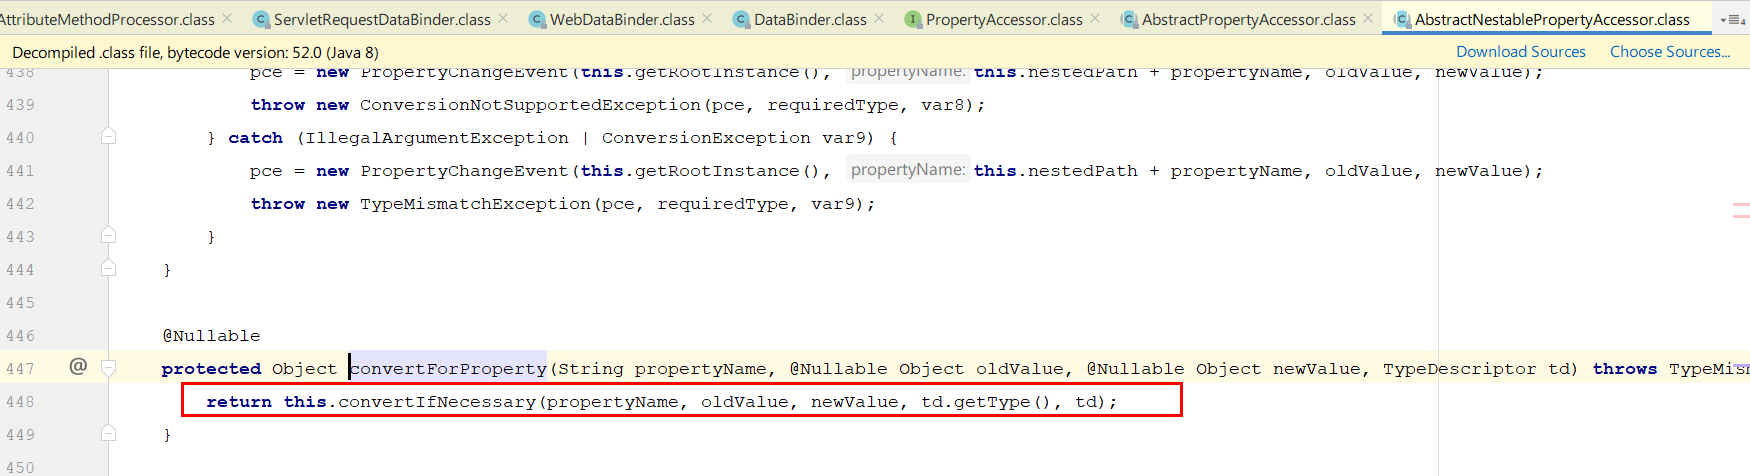 AttributeMethodProcessor.class ServletRequestDataBinder.class WebDataBinder.class DataBinder.class PropertyAccessor.class AbstractPropertyAccessor.class AbstractNestablePropertyAccessor.class
Decompiled .class file, bytecode version: 52.0 (Java 8) Download Sources Choose Sources...
438 pce = new PropertyChangeEvent(this.getRootInstance(), propertyName: this.nestedPath + propertyName, oldValue, newValue);
439 throw new ConversionNotSupportedException(pce, requiredType, var8);
440 } catch (IllegalArgumentException | ConversionException var9) {
441 pce = new PropertyChangeEvent(this.getRootInstance(), propertyName: this.nestedPath + propertyName, oldValue, newValue);
442 throw new TypeMismatchException(pce, requiredType, var9);
443 }
444 }
445
446 @Nullable
447 @ protected Object convertForProperty(String propertyName, @Nullable Object oldValue, @Nullable Object newValue, TypeDescriptor td) throws TypeMism
448 return this.convertIfNecessary(propertyName, oldValue, newValue, td.getType(), td);
449 }
450